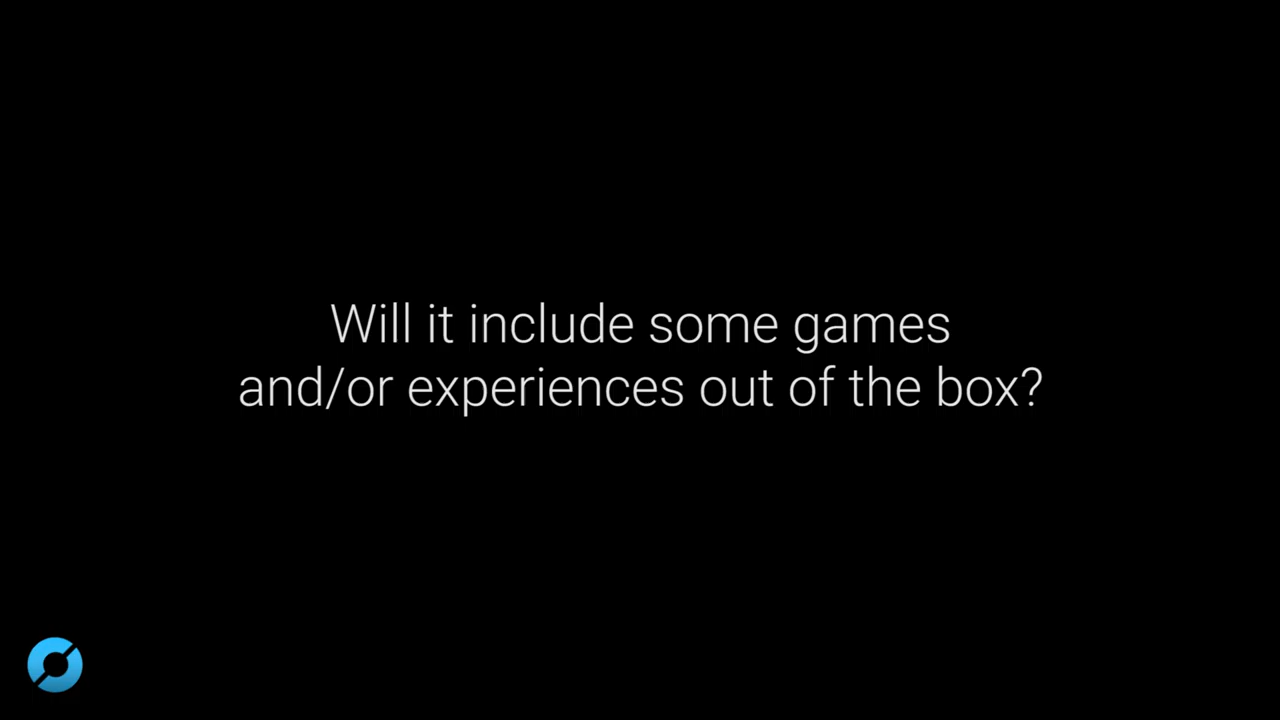 Will it include some games
and/or experiences out of the box?